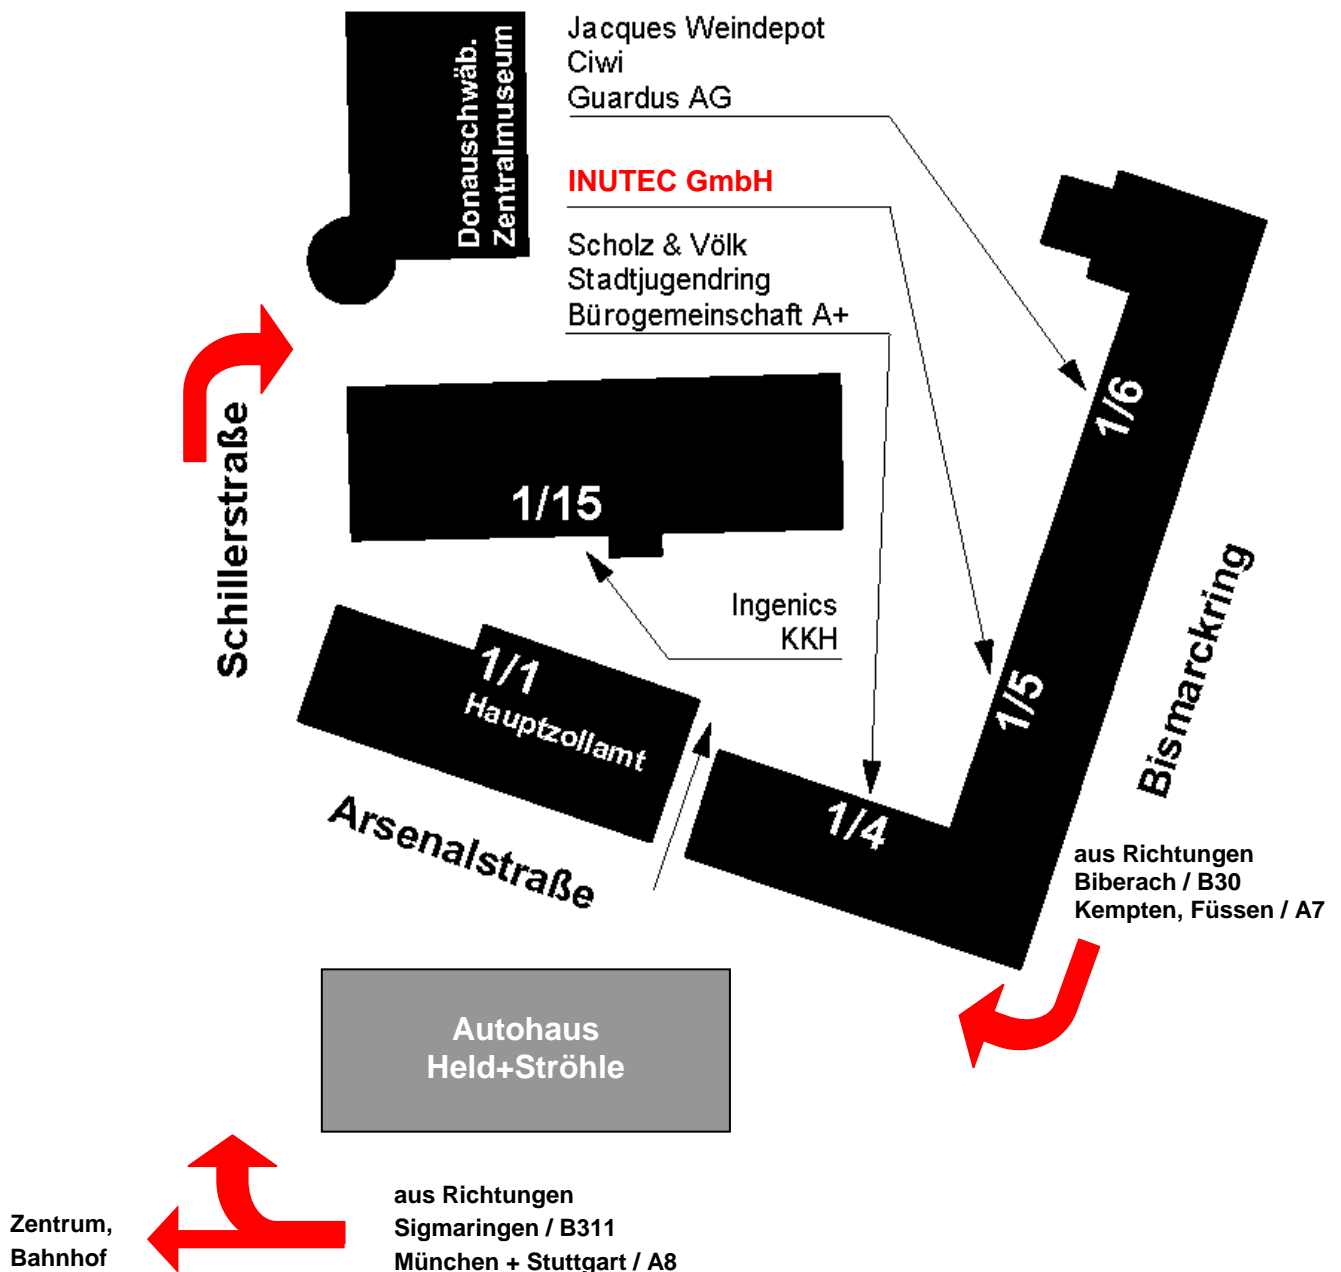 Donauschwäb.
Zentralmuseum
Jacques Weindepot
Ciwi
Guardus AG
INUTEC GmbH
Scholz & Völk
Stadtjugendring
Bürogemeinschaft A+
1/6
Schillerstraße
1/15
Ingenics
KKH
1/1
Hauptzollamt
1/5
Bismarckring
1/4
Arsenalstraße
aus Richtungen
Biberach / B30
Kempten, Füssen / A7
Autohaus
Held+Ströhle
Zentrum,
Bahnhof
aus Richtungen
Sigmaringen / B311
München + Stuttgart / A8